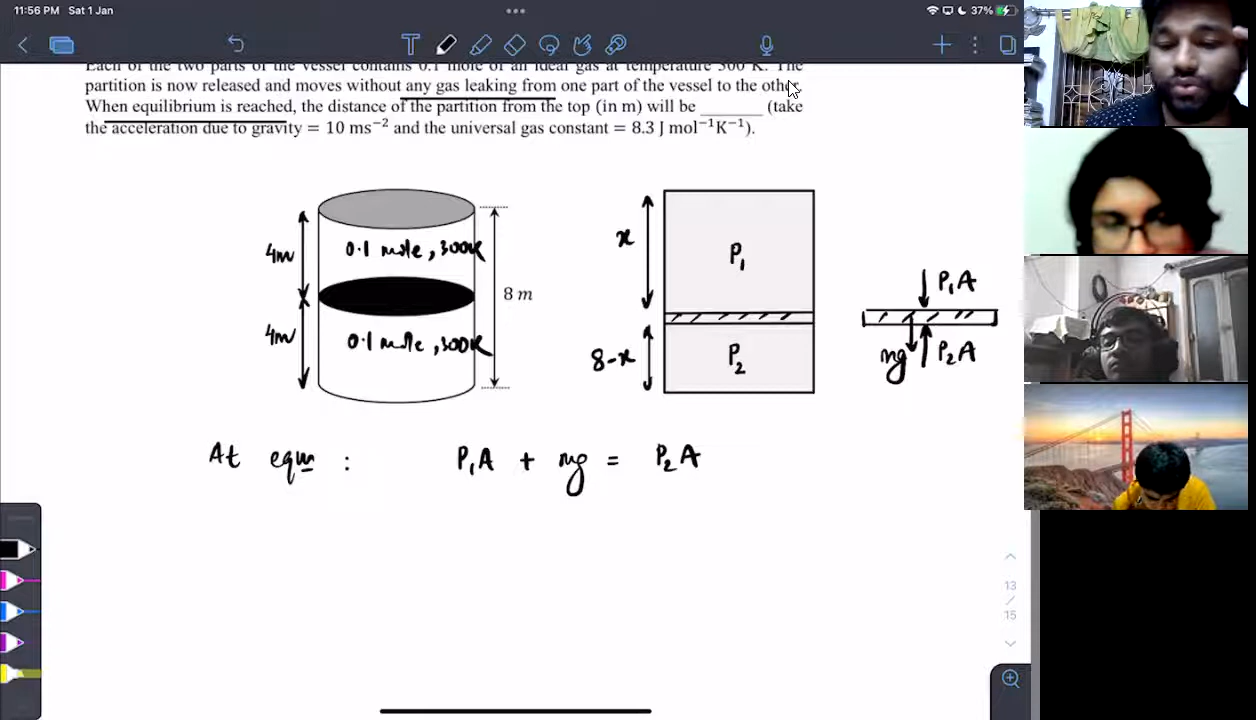 11:56 PM Sat 1 Jan
37%
Each of the two parts of the vessel contains 0.1 mole of an ideal gas at temperature 300 K. The
partition is now released and moves without any gas leaking from one part of the vessel to the other.
When equilibrium is reached, the distance of the partition from the top (in m) will be _______ (take
the acceleration due to gravity = 10 ms⁻² and the universal gas constant = 8.3 J mol⁻¹K⁻¹).
4m
0.1 mole, 300K
8 m
4m
0.1 mole, 300K
x
P₁
8-x
P₂
P₁A
mg
P₂A
At eqm : P₁A + mg = P₂A
13
/
15